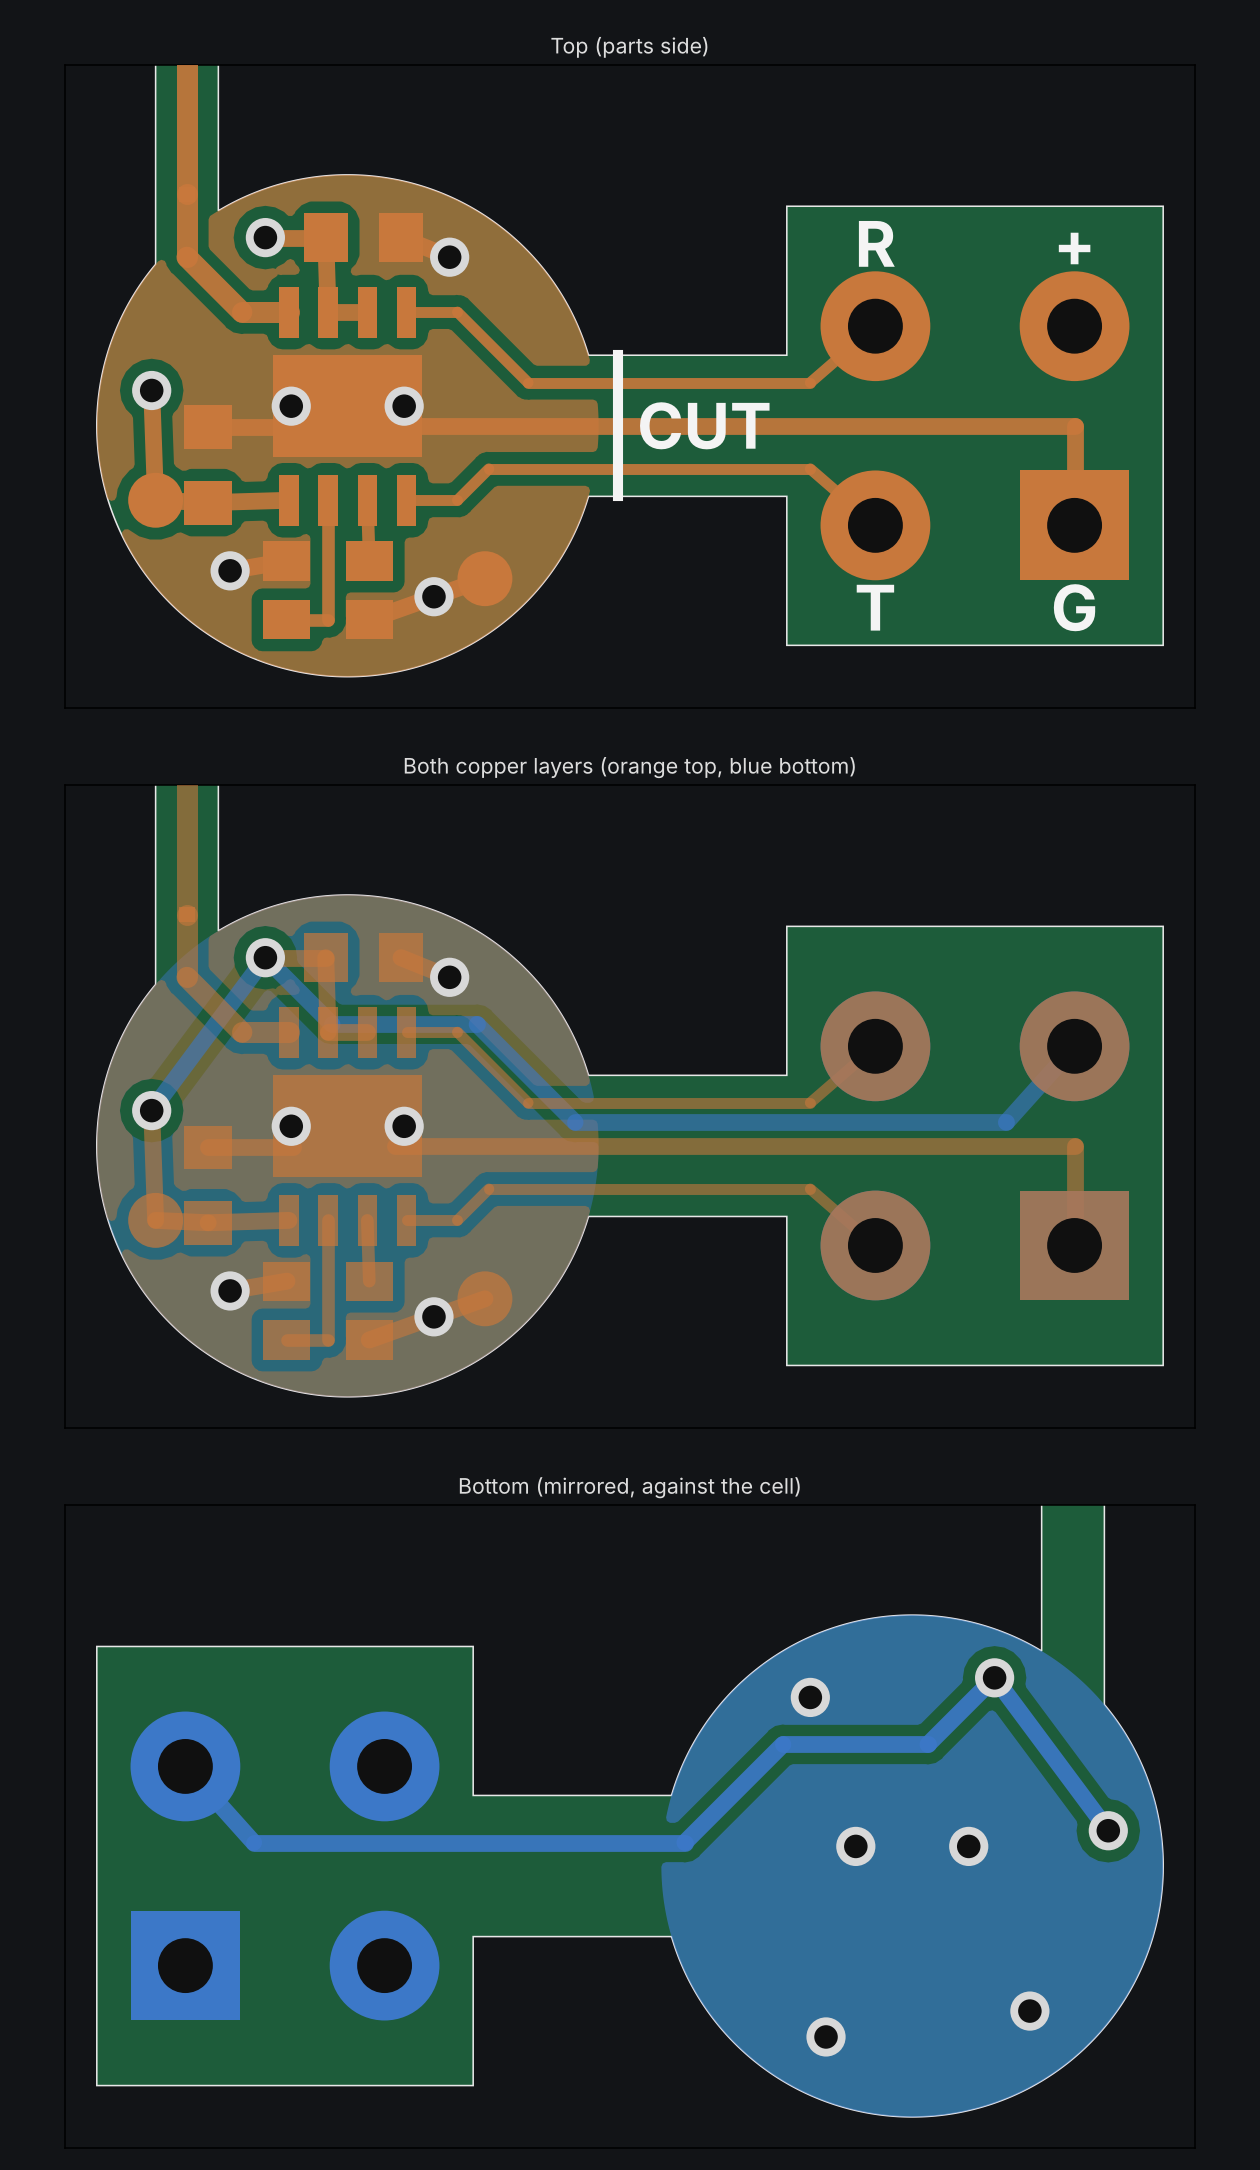 Top (parts side)
R +
CUT
T G
Both copper layers (orange top, blue bottom)
Bottom (mirrored, against the cell)